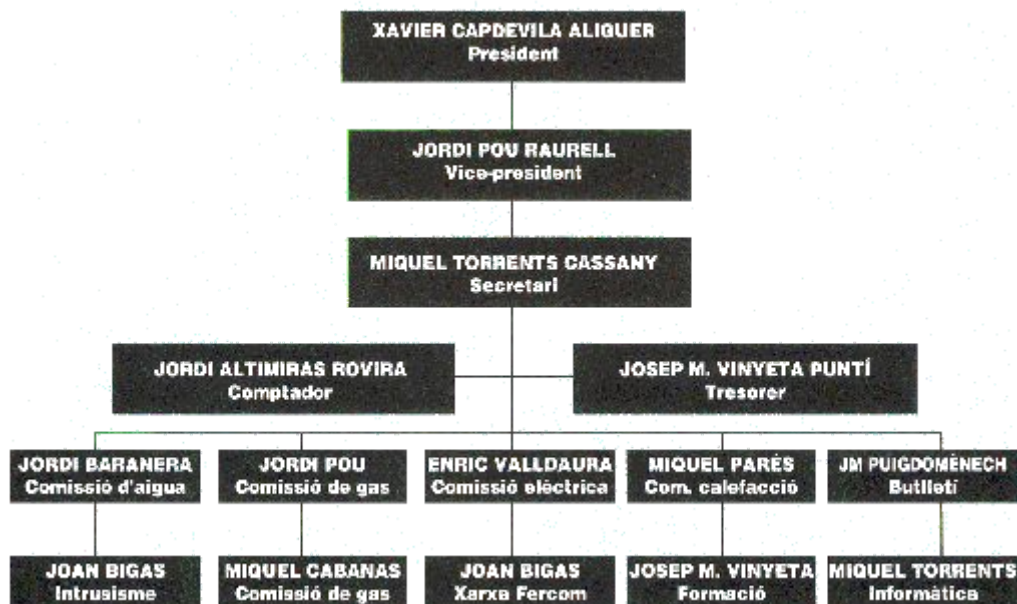 XAVIER CAPDEVILA ALIGUER
President
JORDI POU RAURELL
Vice-president
MIQUEL TORRENTS CASSANY
Secretari
JORDI ALTIMIRAS ROVIRA
Comptador
JOSEP M. VINYETA PUNTÍ
Tresorer
JORDI BARANERA
Comissió d'aigua
JORDI POU
Comissió de gas
ENRIC VALLDAURA
Comissió elèctrica
MIQUEL PARÉS
Com. calefacció
JM PUIGDOMÈNECH
Butlletí
JOAN BIGAS
Intrusisme
MIQUEL CABANAS
Comissió de gas
JOAN BIGAS
Xarxa Fercom
JOSEP M. VINYETA
Formació
MIQUEL TORRENTS
Informàtica